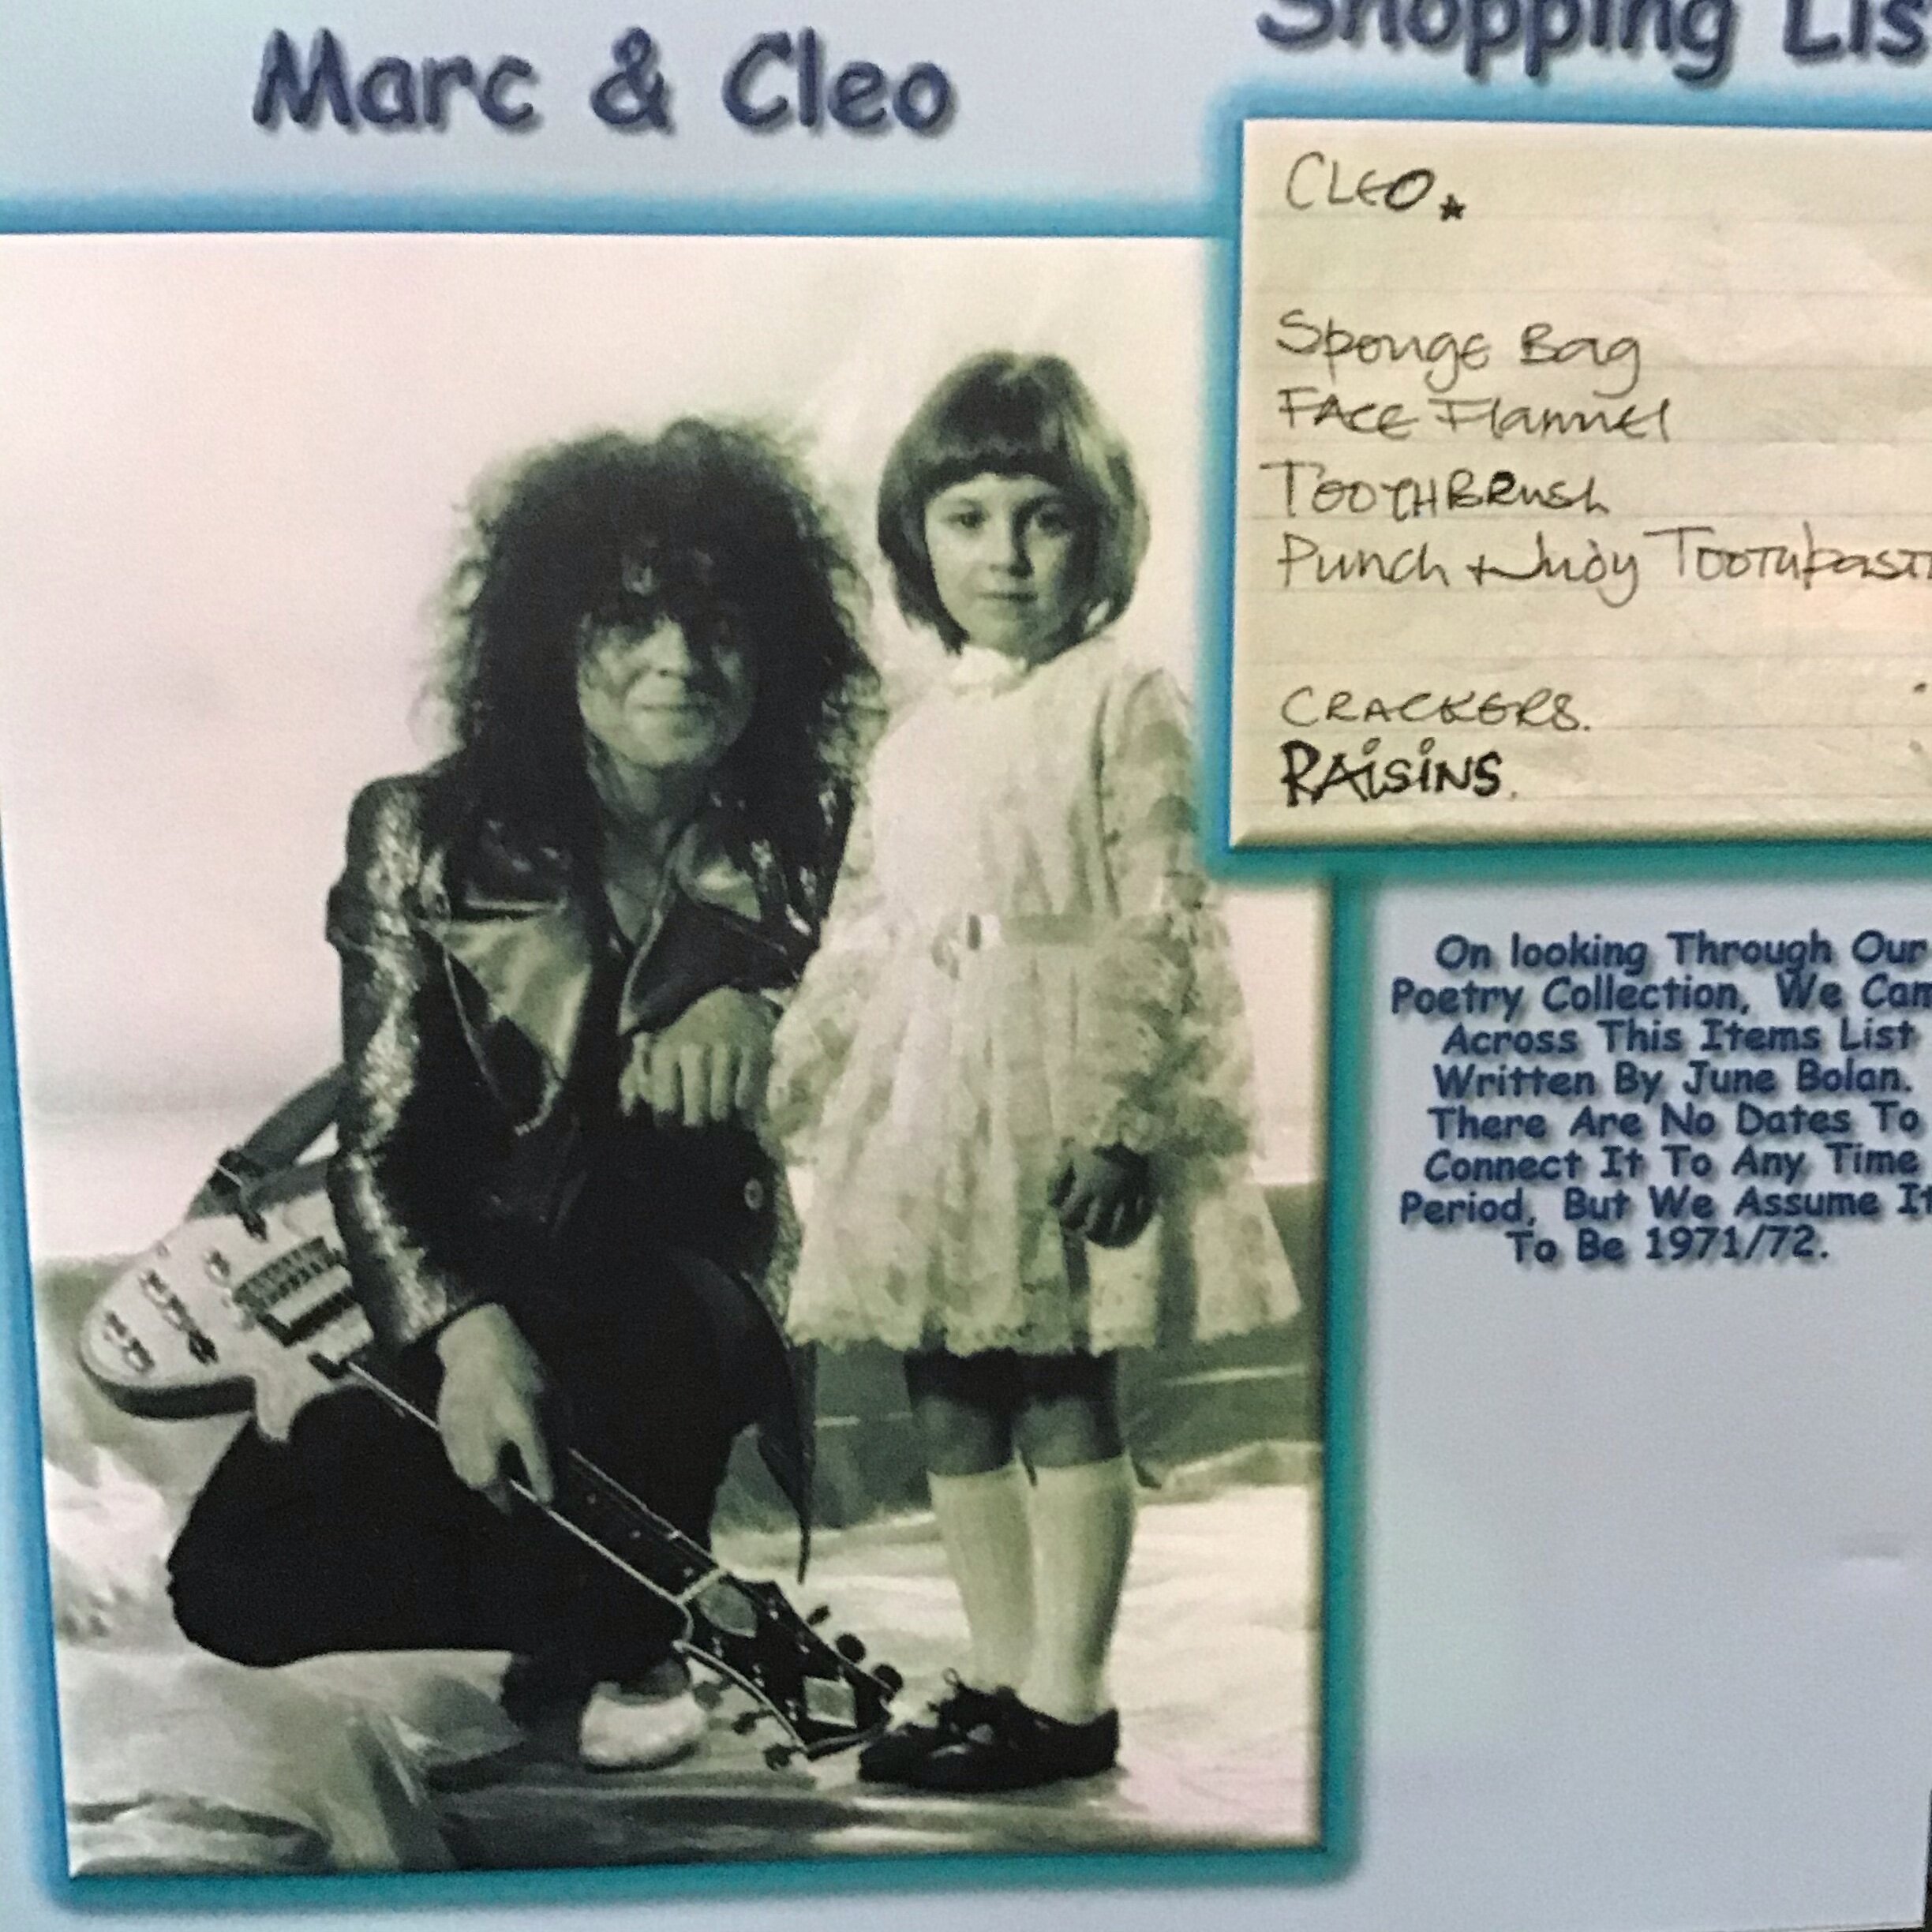 Marc & Cleo
Shopping Lis
CLEO.
Sponge Bag
FACE Flannel
TOOTHBRush
Punch + Judy Toothpast
CRACKERS.
RAiSiNS.
On looking Through Our
Poetry Collection, We Cam
Across This Items List
Written By June Bolan.
There Are No Dates To
Connect It To Any Time
Period, But We Assume It
To Be 1971/72.